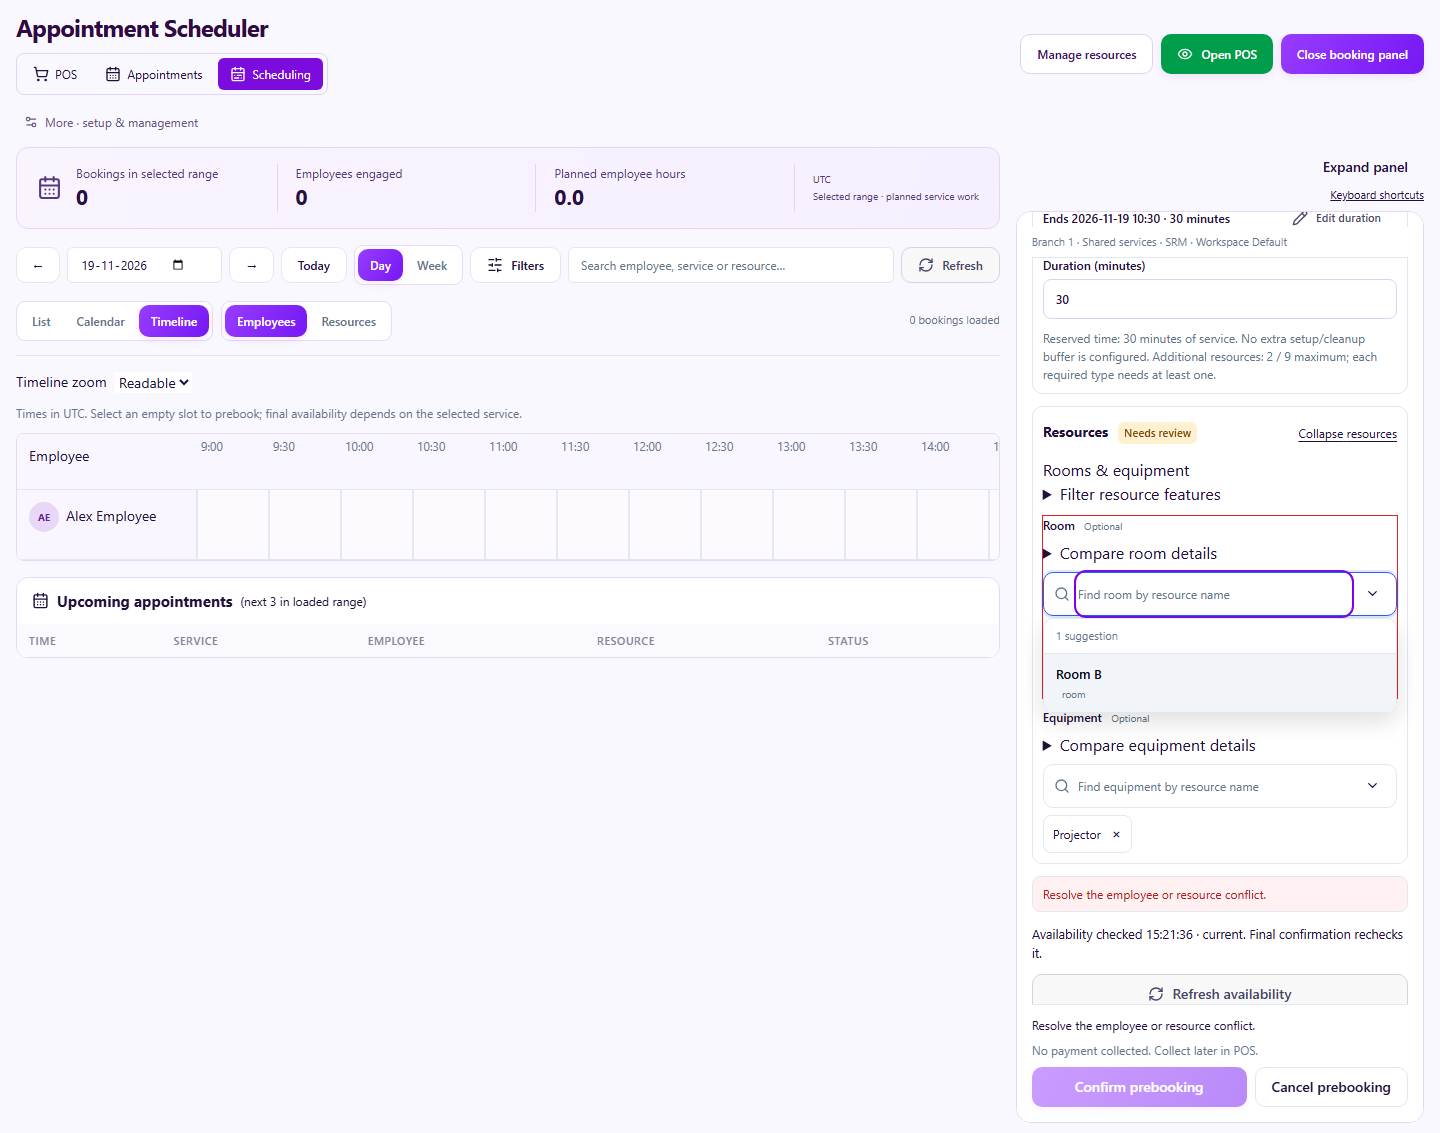 Appointment Scheduler
POS
Appointments
Scheduling
Manage resources
Open POS
Close booking panel
More · setup & management
Bookings in selected range
0
Employees engaged
0
Planned employee hours
0.0
UTC
Selected range · planned service work
←
19-11-2026
→
Today
Day
Week
Filters
Search employee, service or resource...
Refresh
List
Calendar
Timeline
Employees
Resources
0 bookings loaded
Timeline zoom
Readable
Times in UTC. Select an empty slot to prebook; final availability depends on the selected service.
Employee
9:00
9:30
10:00
10:30
11:00
11:30
12:00
12:30
13:00
13:30
14:00
1
AE
Alex Employee
Upcoming appointments (next 3 in loaded range)
TIME
SERVICE
EMPLOYEE
RESOURCE
STATUS
Expand panel
Keyboard shortcuts
Ends 2026-11-19 10:30 · 30 minutes
Edit duration
Branch 1 · Shared services · SRM · Workspace Default
Duration (minutes)
30
Reserved time: 30 minutes of service. No extra setup/cleanup
buffer is configured. Additional resources: 2 / 9 maximum; each
required type needs at least one.
Resources
Needs review
Collapse resources
Rooms & equipment
Filter resource features
Room Optional
Compare room details
Find room by resource name
1 suggestion
Room B
room
Equipment Optional
Compare equipment details
Find equipment by resource name
Projector ×
Resolve the employee or resource conflict.
Availability checked 15:21:36 · current. Final confirmation rechecks
it.
Refresh availability
Resolve the employee or resource conflict.
No payment collected. Collect later in POS.
Confirm prebooking
Cancel prebooking